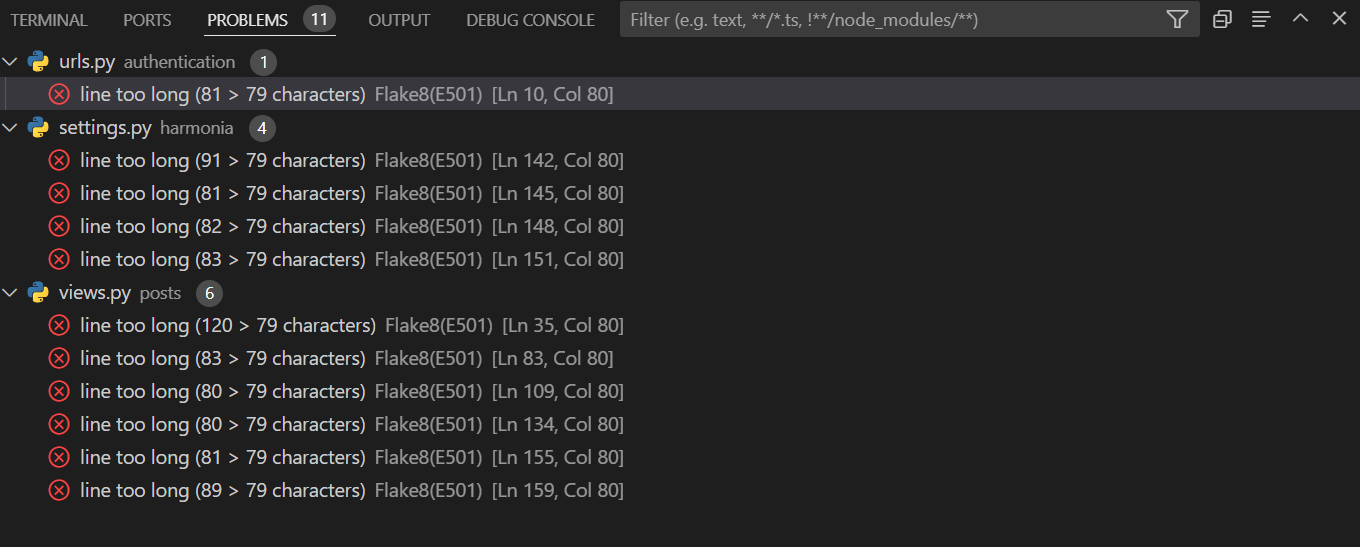 TERMINAL PORTS PROBLEMS 11 OUTPUT DEBUG CONSOLE Filter (e.g. text, **/*.ts, !**/node_modules/**)
urls.py authentication 1
line too long (81 > 79 characters) Flake8(E501) [Ln 10, Col 80]
settings.py harmonia 4
line too long (91 > 79 characters) Flake8(E501) [Ln 142, Col 80]
line too long (81 > 79 characters) Flake8(E501) [Ln 145, Col 80]
line too long (82 > 79 characters) Flake8(E501) [Ln 148, Col 80]
line too long (83 > 79 characters) Flake8(E501) [Ln 151, Col 80]
views.py posts 6
line too long (120 > 79 characters) Flake8(E501) [Ln 35, Col 80]
line too long (83 > 79 characters) Flake8(E501) [Ln 83, Col 80]
line too long (80 > 79 characters) Flake8(E501) [Ln 109, Col 80]
line too long (80 > 79 characters) Flake8(E501) [Ln 134, Col 80]
line too long (81 > 79 characters) Flake8(E501) [Ln 155, Col 80]
line too long (89 > 79 characters) Flake8(E501) [Ln 159, Col 80]